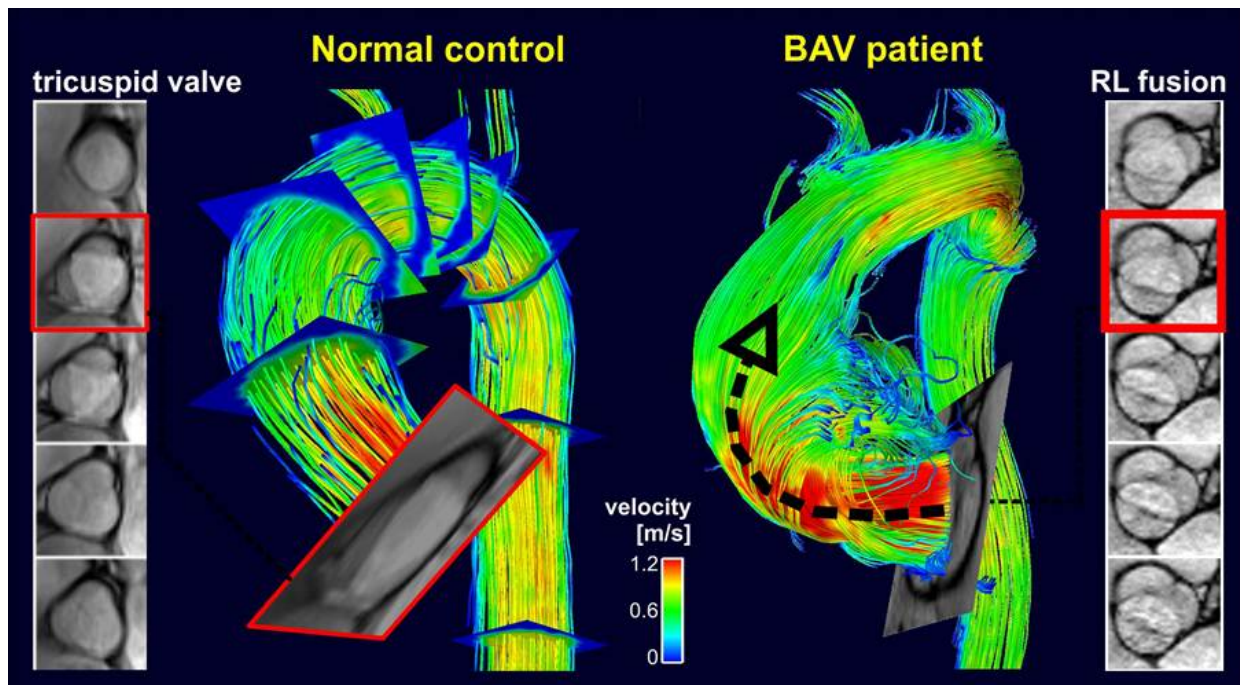 Normal control
BAV patient
tricuspid valve
RL fusion
velocity
[m/s]
1.2
0.6
0